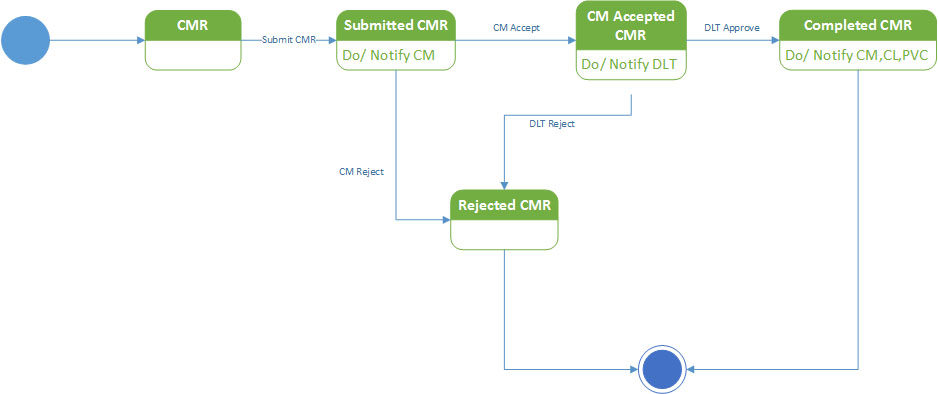 CMR
Submit CMR
Submitted CMR
Do/ Notify CM
CM Accept
CM Accepted
CMR
Do/ Notify DLT
DLT Approve
Completed CMR
Do/ Notify CM,CL,PVC
DLT Reject
CM Reject
Rejected CMR